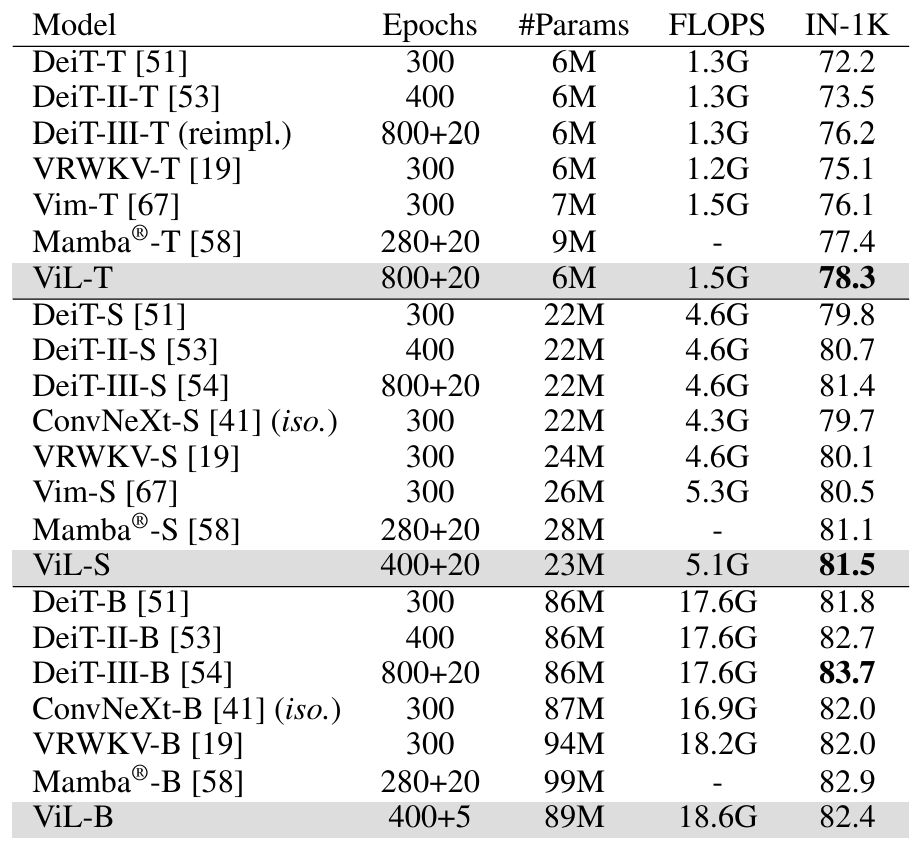 Model Epochs #Params FLOPS IN-1K
DeiT-T [51] 300 6M 1.3G 72.2
DeiT-II-T [53] 400 6M 1.3G 73.5
DeiT-III-T (reimpl.) 800+20 6M 1.3G 76.2
VRWKV-T [19] 300 6M 1.2G 75.1
Vim-T [67] 300 7M 1.5G 76.1
Mamba®-T [58] 280+20 9M - 77.4
ViL-T 800+20 6M 1.5G 78.3
DeiT-S [51] 300 22M 4.6G 79.8
DeiT-II-S [53] 400 22M 4.6G 80.7
DeiT-III-S [54] 800+20 22M 4.6G 81.4
ConvNeXt-S [41] (iso.) 300 22M 4.3G 79.7
VRWKV-S [19] 300 24M 4.6G 80.1
Vim-S [67] 300 26M 5.3G 80.5
Mamba®-S [58] 280+20 28M - 81.1
ViL-S 400+20 23M 5.1G 81.5
DeiT-B [51] 300 86M 17.6G 81.8
DeiT-II-B [53] 400 86M 17.6G 82.7
DeiT-III-B [54] 800+20 86M 17.6G 83.7
ConvNeXt-B [41] (iso.) 300 87M 16.9G 82.0
VRWKV-B [19] 300 94M 18.2G 82.0
Mamba®-B [58] 280+20 99M - 82.9
ViL-B 400+5 89M 18.6G 82.4